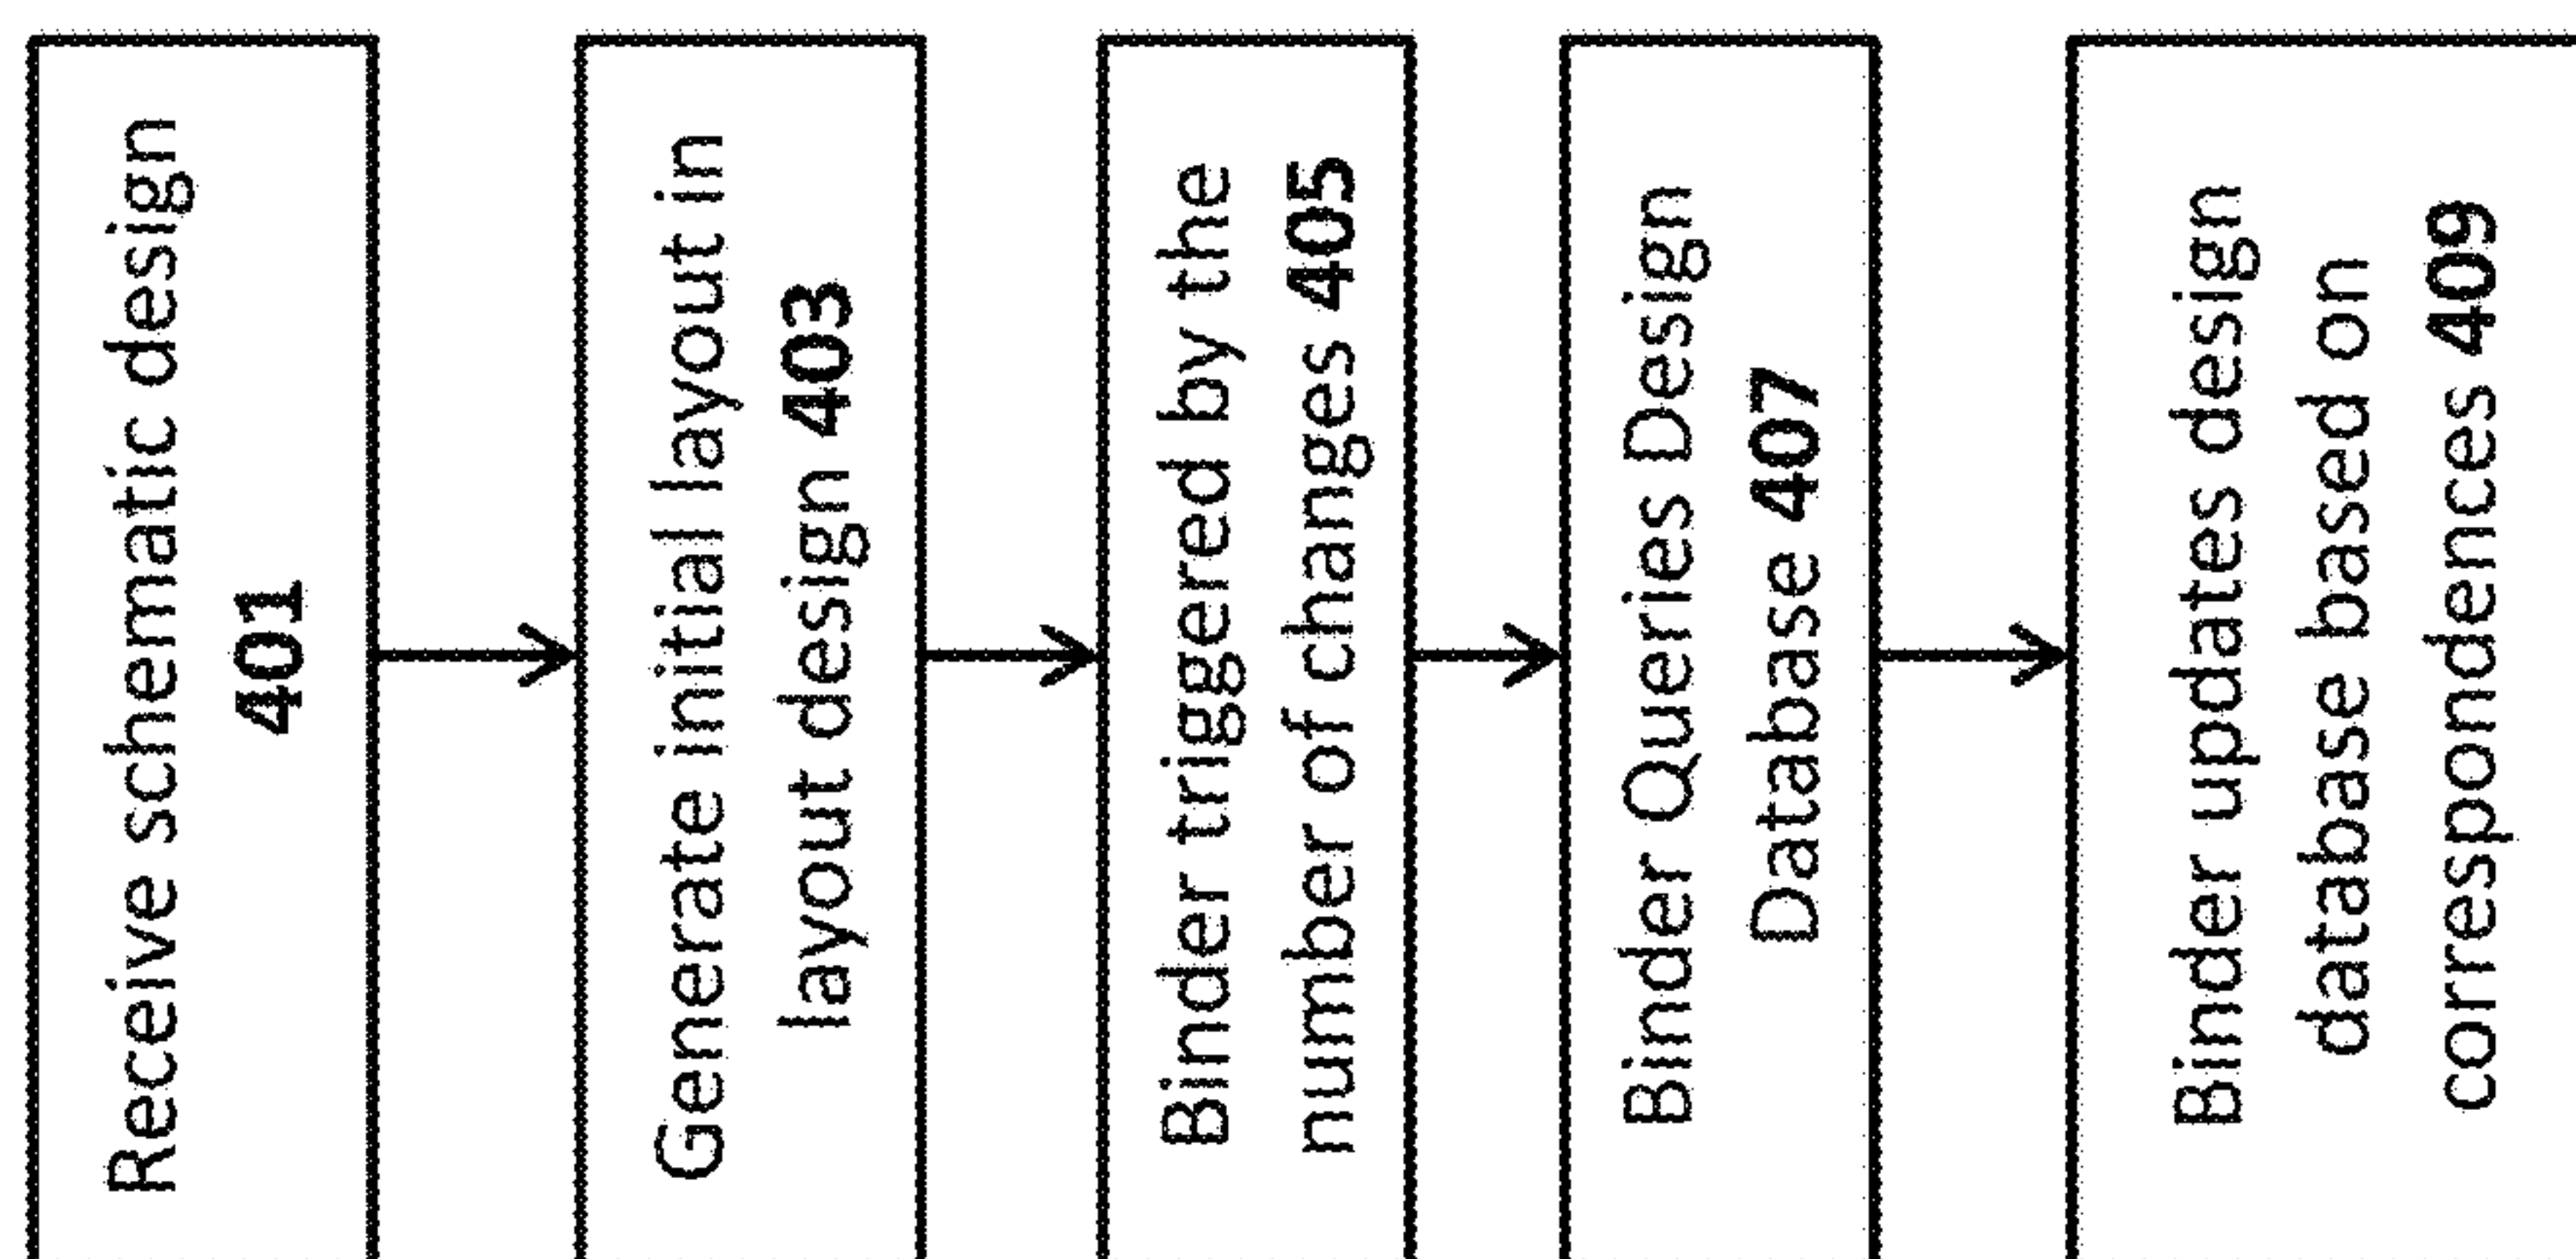 Receive schematic design
401
Generate initial layout in
layout design 403
Binder triggered by the
number of changes 405
Binder Queries Design
Database 407
Binder updates design
database based on
correspondences 409